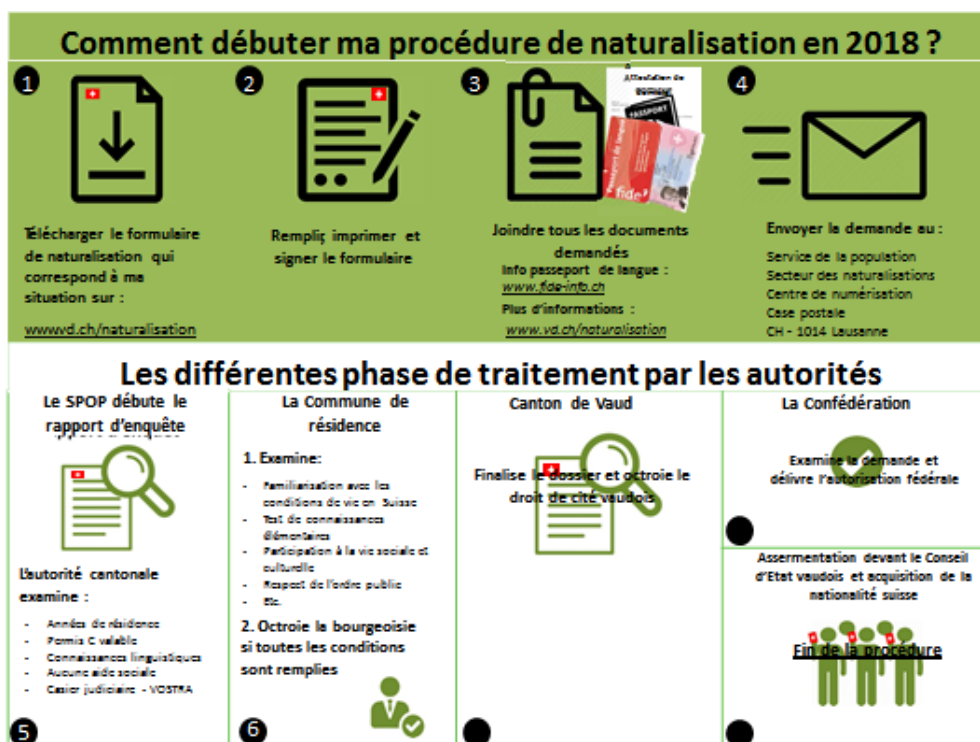 Comment débuter ma procédure de naturalisation en 2018 ?
1
Télécharger le formulaire
de naturalisation qui
correspond à ma
situation sur :
wwwvd.ch/naturalisation
2
Rempliç imprimer et
signer le formulaire
3
Attestation de
PASSPORT
Passeport de langues
fide
Joindre tous les documents
demandés
Info passeport de langue :
www.fide-info.ch
Plus d'informations :
www.vd.ch/naturalisation
4
Envoyer la demande au :
Service de la population
Secteur des naturalisations
Centre de numérisation
Case postale
CH - 1014 Lausanne
Les différentes phase de traitement par les autorités
Le SPOP débute le
rapport d'enquête
L'autorité cantonale
examine :
- Années de résidence
- Permis C valable
- Connaissances linguistiques
- Aucune aide sociale
- Casier judiciaire - VOSTRA
5
La Commune de
résidence
1. Examine:
- Familiarisation avec les
conditions de vie en Suisse
- Test de connaissances
élémentaires
- Participation à la vie sociale et
culturelle
- Respect de l'ordre public
- Etc.
2. Octroie la bourgeoisie
si toutes les conditions
sont remplies
6
Canton de Vaud
Finalise le dossier et octroie le
droit de cité vaudois
La Confédération
Examine la demande et
délivre l'autorisation fédérale
Assermentation devant le Conseil
d'Etat vaudois et acquisition de la
nationalité suisse
Fin de la procédure